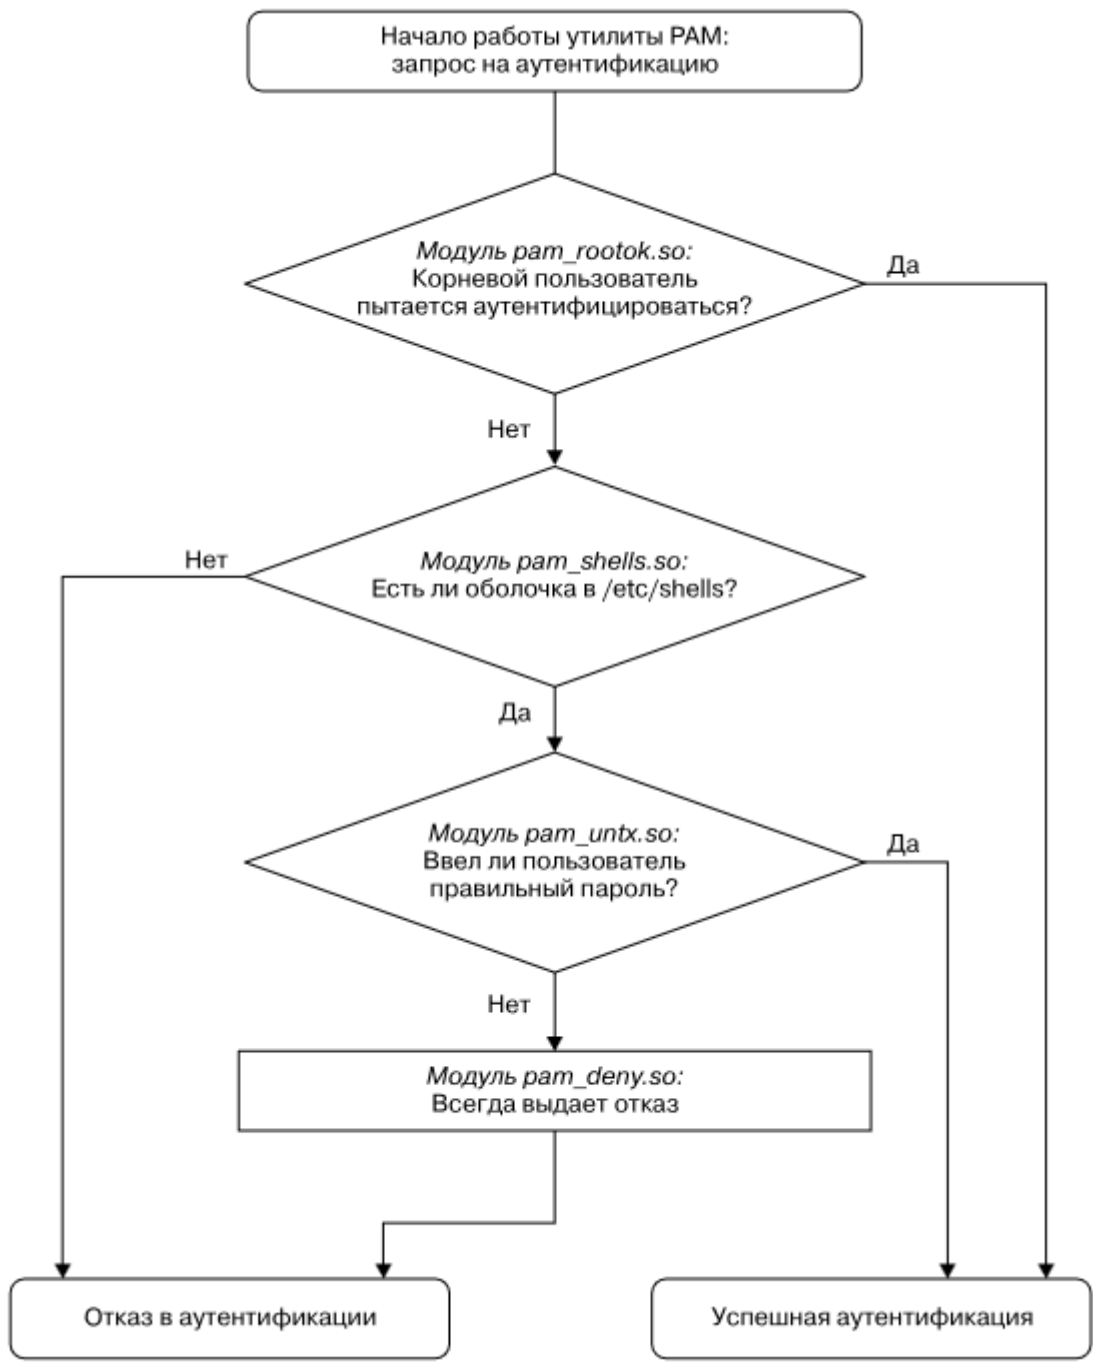 Начало работы утилиты PAM:
запрос на аутентификацию
Модуль pam_rootok.so:
Корневой пользователь
пытается аутентифицироваться?
Да
Нет
Нет
Модуль pam_shells.so:
Есть ли оболочка в /etc/shells?
Да
Модуль pam_untx.so:
Ввел ли пользователь
правильный пароль?
Да
Нет
Модуль pam_deny.so:
Всегда выдает отказ
Отказ в аутентификации
Успешная аутентификация